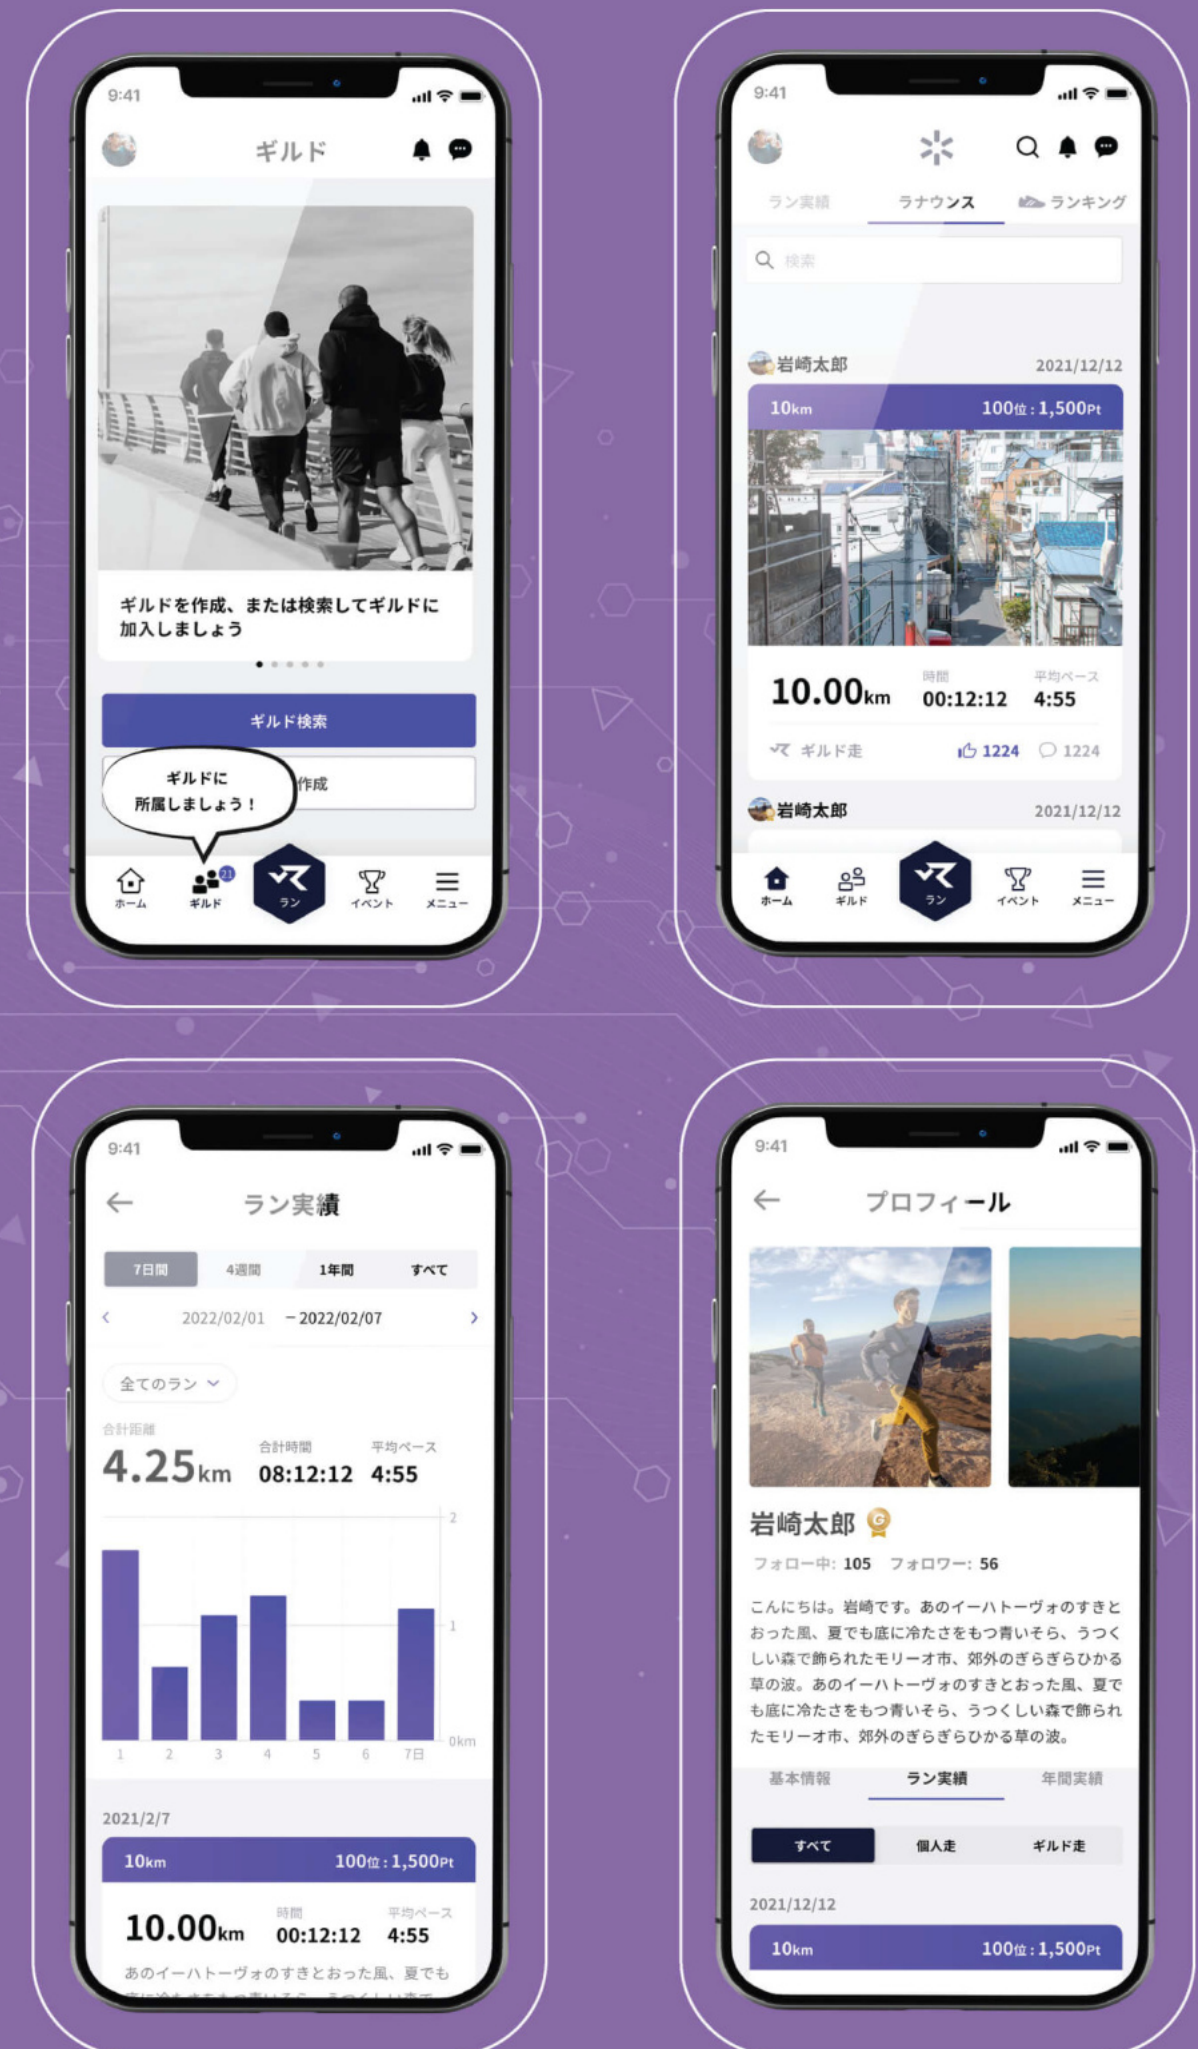 9:41
ギルド
ギルドを作成、または検索してギルドに
加入しましょう
ギルド検索
作成
ギルドに
所属しましょう！
21
ホーム
ギルド
ラン
イベント
メニュー
9:41
ラン実績
ラナウンス
ランキング
検索
岩崎太郎
2021/12/12
10km
100位 : 1,500Pt
10.00km
時間
00:12:12
平均ペース
4:55
ギルド走
1224
1224
岩崎太郎
2021/12/12
ホーム
ギルド
ラン
イベント
メニュー
9:41
ラン実績
7日間
4週間
1年間
すべて
2022/02/01 – 2022/02/07
全てのラン
合計距離
4.25km
合計時間
08:12:12
平均ペース
4:55
2
1
0km
1
2
3
4
5
6
7日
2021/2/7
10km
100位 : 1,500Pt
10.00km
時間
00:12:12
平均ペース
4:55
あのイーハトーヴォのすきとおった風、夏でも
9:41
プロフィール
岩崎太郎
G
フォロー中: 105 フォロワー: 56
こんにちは。岩崎です。あのイーハトーヴォのすきと
おった風、夏でも底に冷たさをもつ青いそら、うつく
しい森で飾られたモリーオ市、郊外のぎらぎらひかる
草の波。あのイーハトーヴォのすきとおった風、夏で
も底に冷たさをもつ青いそら、うつくしい森で飾られ
たモリーオ市、郊外のぎらぎらひかる草の波。
基本情報
ラン実績
年間実績
すべて
個人走
ギルド走
2021/12/12
10km
100位 : 1,500Pt